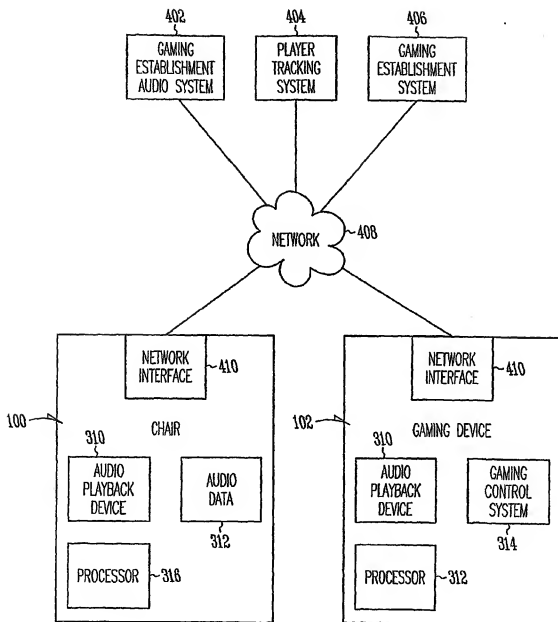 402
GAMING
ESTABLISHMENT
AUDIO SYSTEM
404
PLAYER
TRACKING
SYSTEM
406
GAMING
ESTABLISHMENT
SYSTEM
NETWORK
408
NETWORK
INTERFACE
410
100
CHAIR
310
AUDIO
PLAYBACK
DEVICE
AUDIO
DATA
312
PROCESSOR
316
NETWORK
INTERFACE
410
102
GAMING DEVICE
310
AUDIO
PLAYBACK
DEVICE
GAMING
CONTROL
SYSTEM
314
PROCESSOR
312